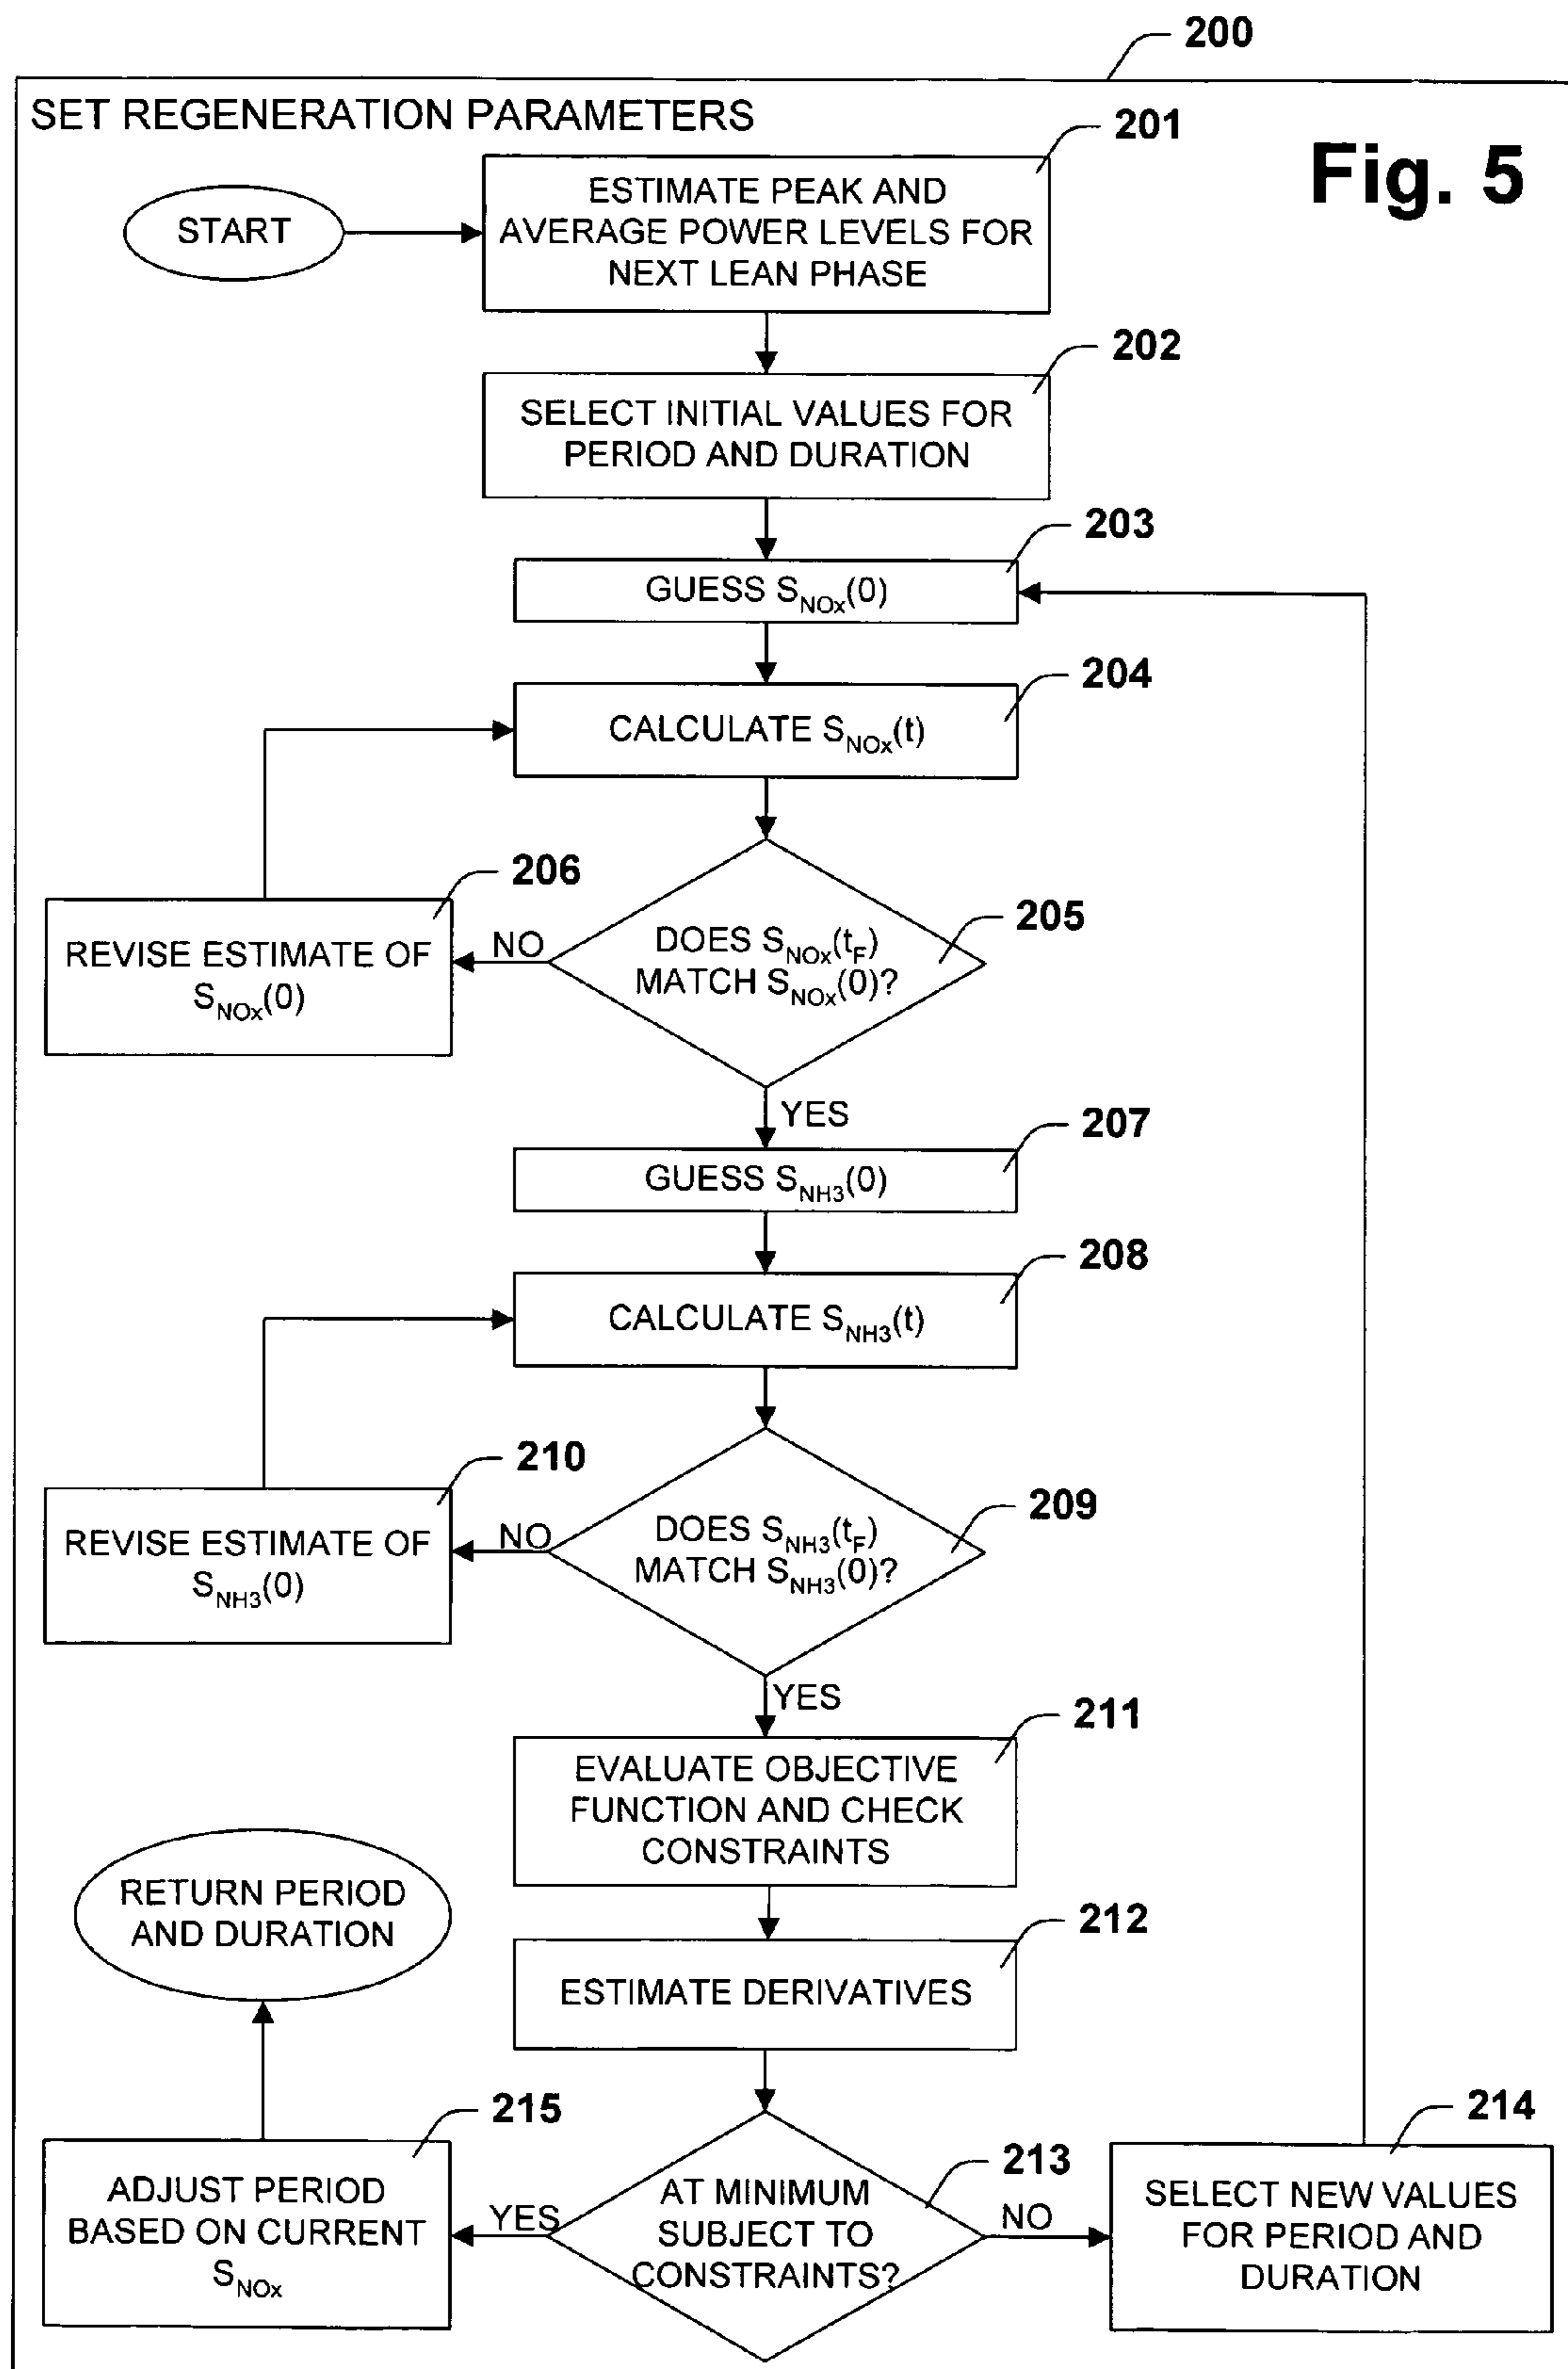 200
SET REGENERATION PARAMETERS
Fig. 5
START
201
ESTIMATE PEAK AND
AVERAGE POWER LEVELS FOR
NEXT LEAN PHASE
202
SELECT INITIAL VALUES FOR
PERIOD AND DURATION
203
GUESS S_NOx(0)
204
CALCULATE S_NOx(t)
205
DOES S_NOx(t_F)
MATCH S_NOx(0)?
NO
206
REVISE ESTIMATE OF
S_NOx(0)
YES
207
GUESS S_NH3(0)
208
CALCULATE S_NH3(t)
209
DOES S_NH3(t_F)
MATCH S_NH3(0)?
NO
210
REVISE ESTIMATE OF
S_NH3(0)
YES
211
EVALUATE OBJECTIVE
FUNCTION AND CHECK
CONSTRAINTS
212
ESTIMATE DERIVATIVES
213
AT MINIMUM
SUBJECT TO
CONSTRAINTS?
NO
214
SELECT NEW VALUES
FOR PERIOD AND
DURATION
YES
215
ADJUST PERIOD
BASED ON CURRENT
S_NOx
RETURN PERIOD
AND DURATION